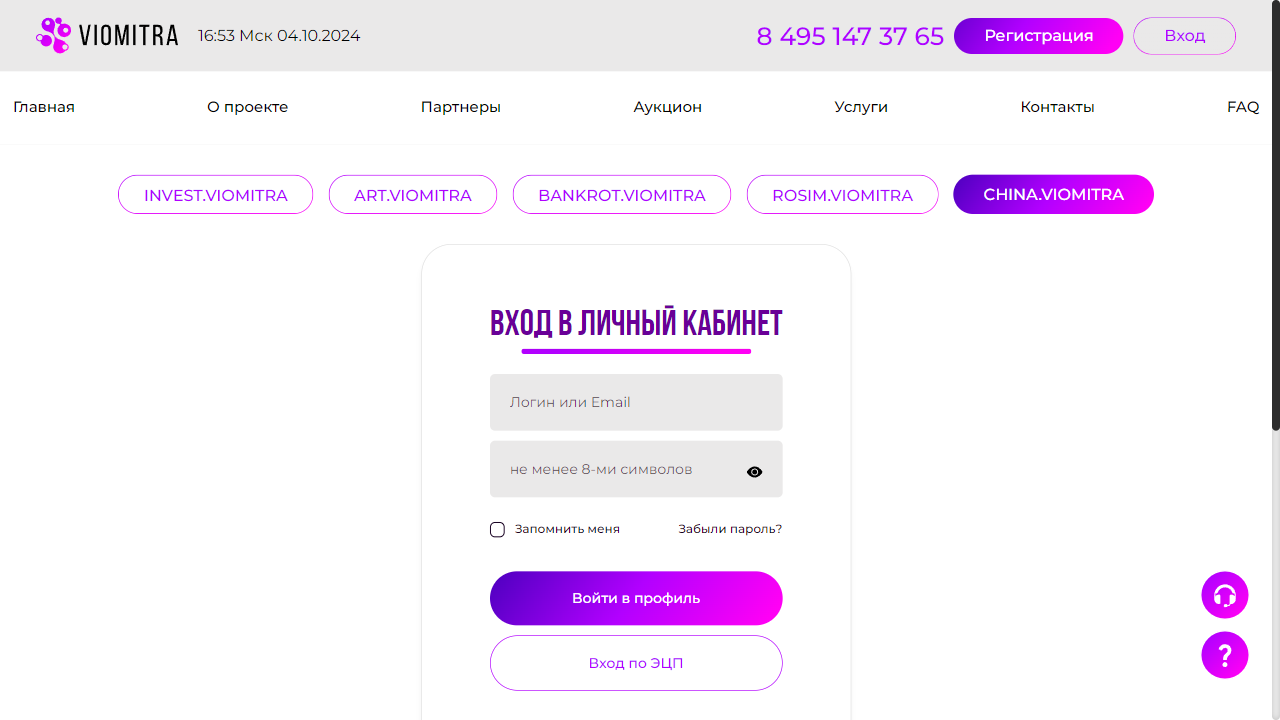 VIOMITRA 16:53 Мск 04.10.2024 8 495 147 37 65 Регистрация Вход
Главная О проекте Партнеры Аукцион Услуги Контакты FAQ
INVEST.VIOMITRA ART.VIOMITRA BANKROT.VIOMITRA ROSIM.VIOMITRA CHINA.VIOMITRA
ВХОД В ЛИЧНЫЙ КАБИНЕТ
Логин или Email
не менее 8-ми символов
Запомнить меня Забыли пароль?
Войти в профиль
Вход по ЭЦП
?